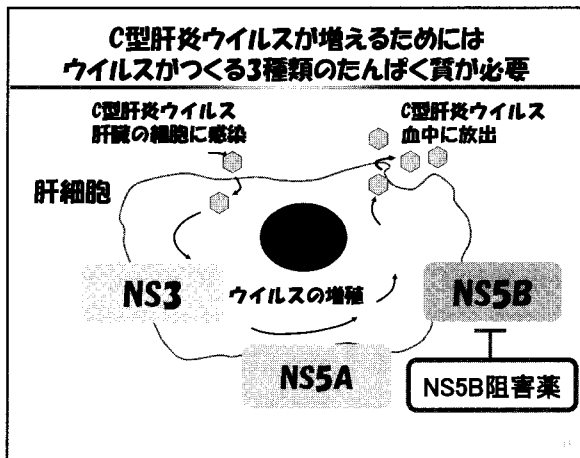 C型肝炎ウイルスが増えるためには
ウイルスがつくる3種類のたんぱく質が必要
C型肝炎ウイルス
肝臓の細胞に感染
C型肝炎ウイルス
血中に放出
肝細胞
NS3
ウイルスの増殖
NS5B
NS5A
NS5B阻害薬